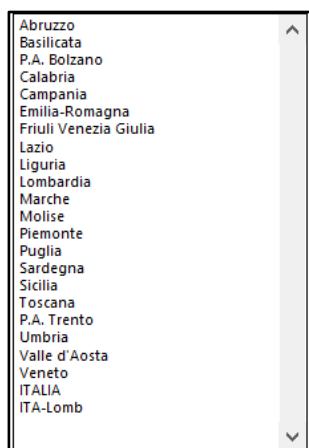 Abruzzo
Basilicata
P.A. Bolzano
Calabria
Campania
Emilia-Romagna
Friuli Venezia Giulia
Lazio
Liguria
Lombardia
Marche
Molise
Piemonte
Puglia
Sardegna
Sicilia
Toscana
P.A. Trento
Umbria
Valle d'Aosta
Veneto
ITALIA
ITA-Lomb